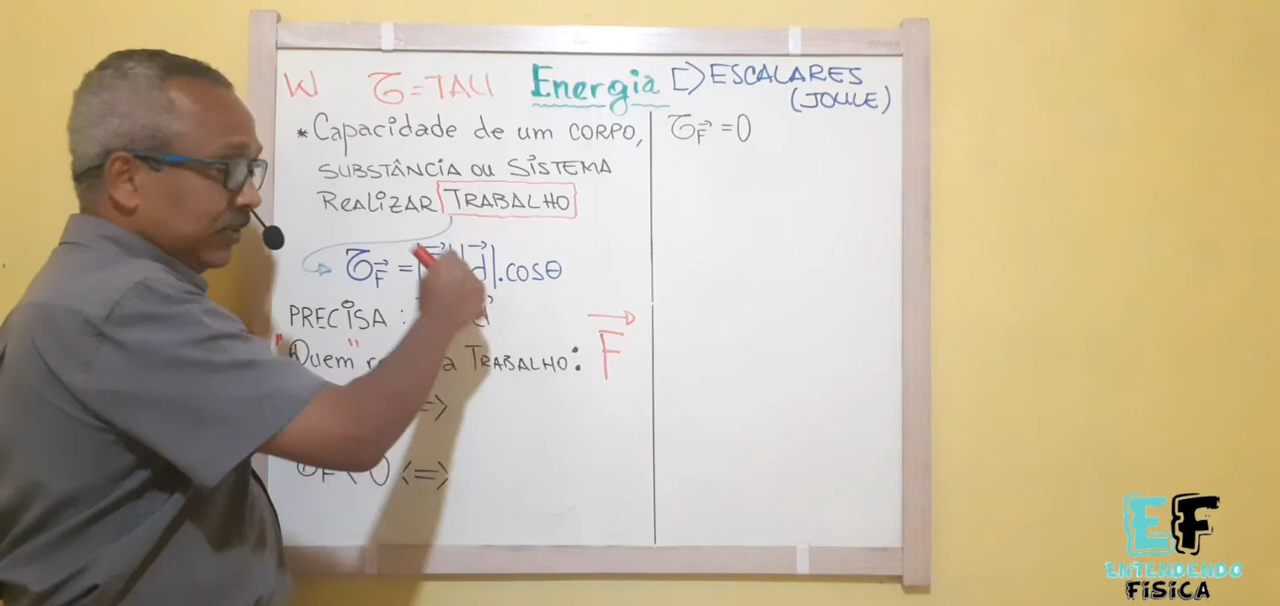 W 𝜏=TAU Energia ⊏> ESCALARES
(JOULE)
* Capacidade de um CORPO,
SUBSTÂNCIA OU SISTEMA
REALIZAR TRABALHO
𝜏F⃗ = d⃗|.cosθ
PRECISA :
"Quem" TRABALHO: F⃗
=>
0 <=>
𝜏F⃗ =0
EF
ENTENDENDO
FÍSICA